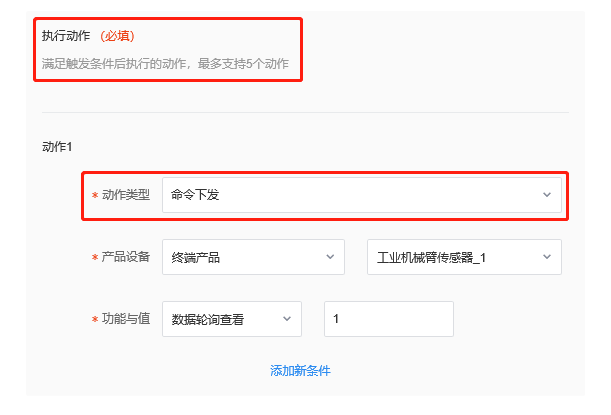 执行动作 (必填)
满足触发条件后执行的动作，最多支持5个动作
动作1
* 动作类型 命令下发
* 产品设备 终端产品 工业机械臂传感器_1
* 功能与值 数据轮询查看 1
添加新条件